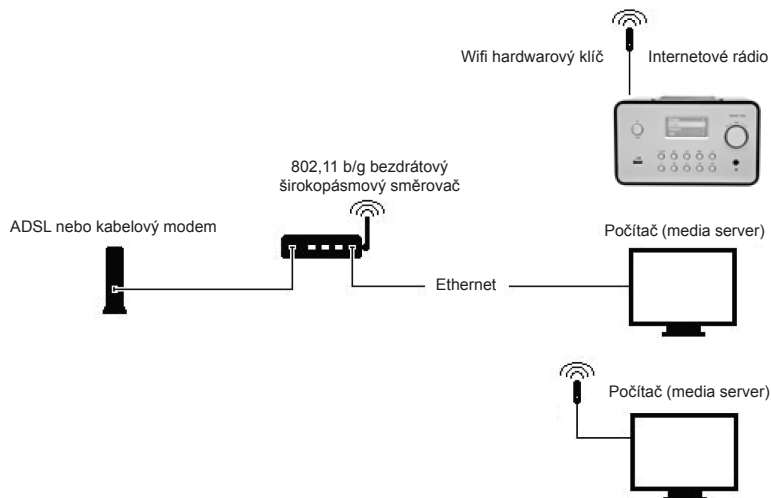 Wifi hardwarový klíč
Internetové rádio
802,11 b/g bezdrátový
širokopásmový směrovač
ADSL nebo kabelový modem
Počítač (media server)
Ethernet
Počítač (media server)